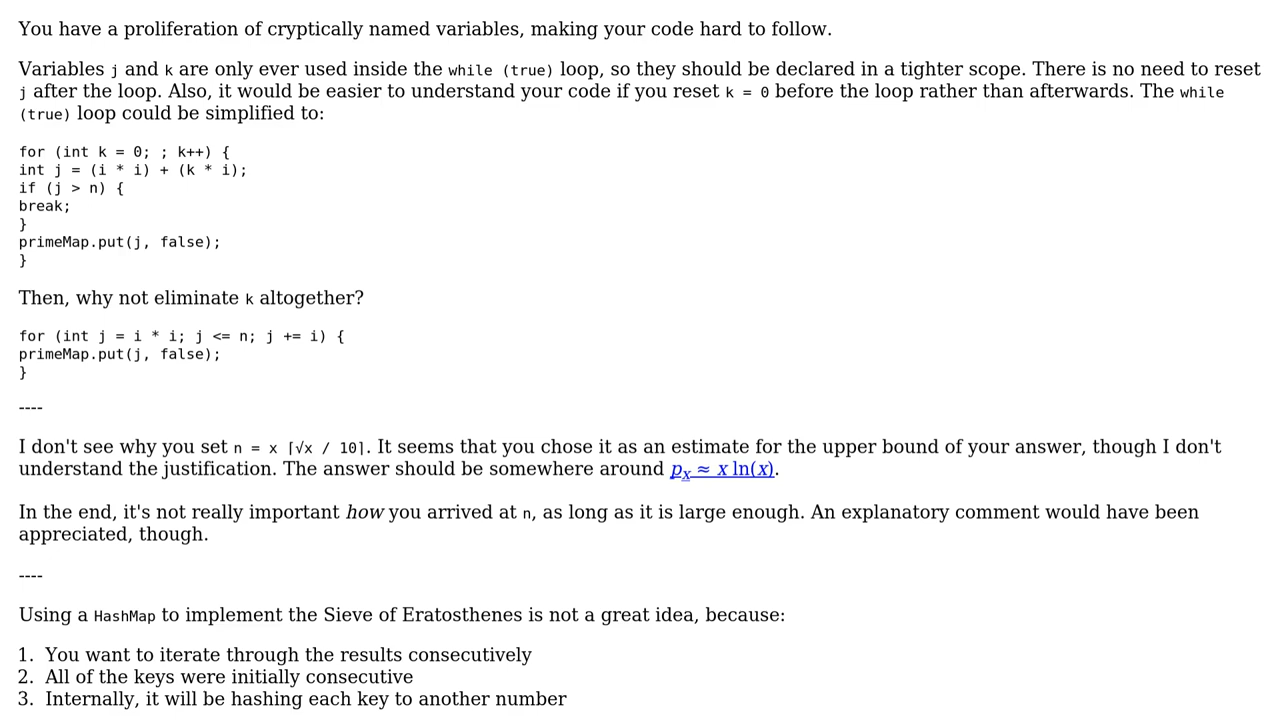 You have a proliferation of cryptically named variables, making your code hard to follow.
Variables j and k are only ever used inside the while (true) loop, so they should be declared in a tighter scope. There is no need to reset
j after the loop. Also, it would be easier to understand your code if you reset k = 0 before the loop rather than afterwards. The while
(true) loop could be simplified to:
for (int k = 0; ; k++) {
int j = (i * i) + (k * i);
if (j > n) {
break;
}
primeMap.put(j, false);
}
Then, why not eliminate k altogether?
for (int j = i * i; j <= n; j += i) {
primeMap.put(j, false);
}
----
I don't see why you set n = x ⌈√x / 10⌉. It seems that you chose it as an estimate for the upper bound of your answer, though I don't
understand the justification. The answer should be somewhere around px ≈ x ln(x).
In the end, it's not really important how you arrived at n, as long as it is large enough. An explanatory comment would have been
appreciated, though.
----
Using a HashMap to implement the Sieve of Eratosthenes is not a great idea, because:
1. You want to iterate through the results consecutively
2. All of the keys were initially consecutive
3. Internally, it will be hashing each key to another number